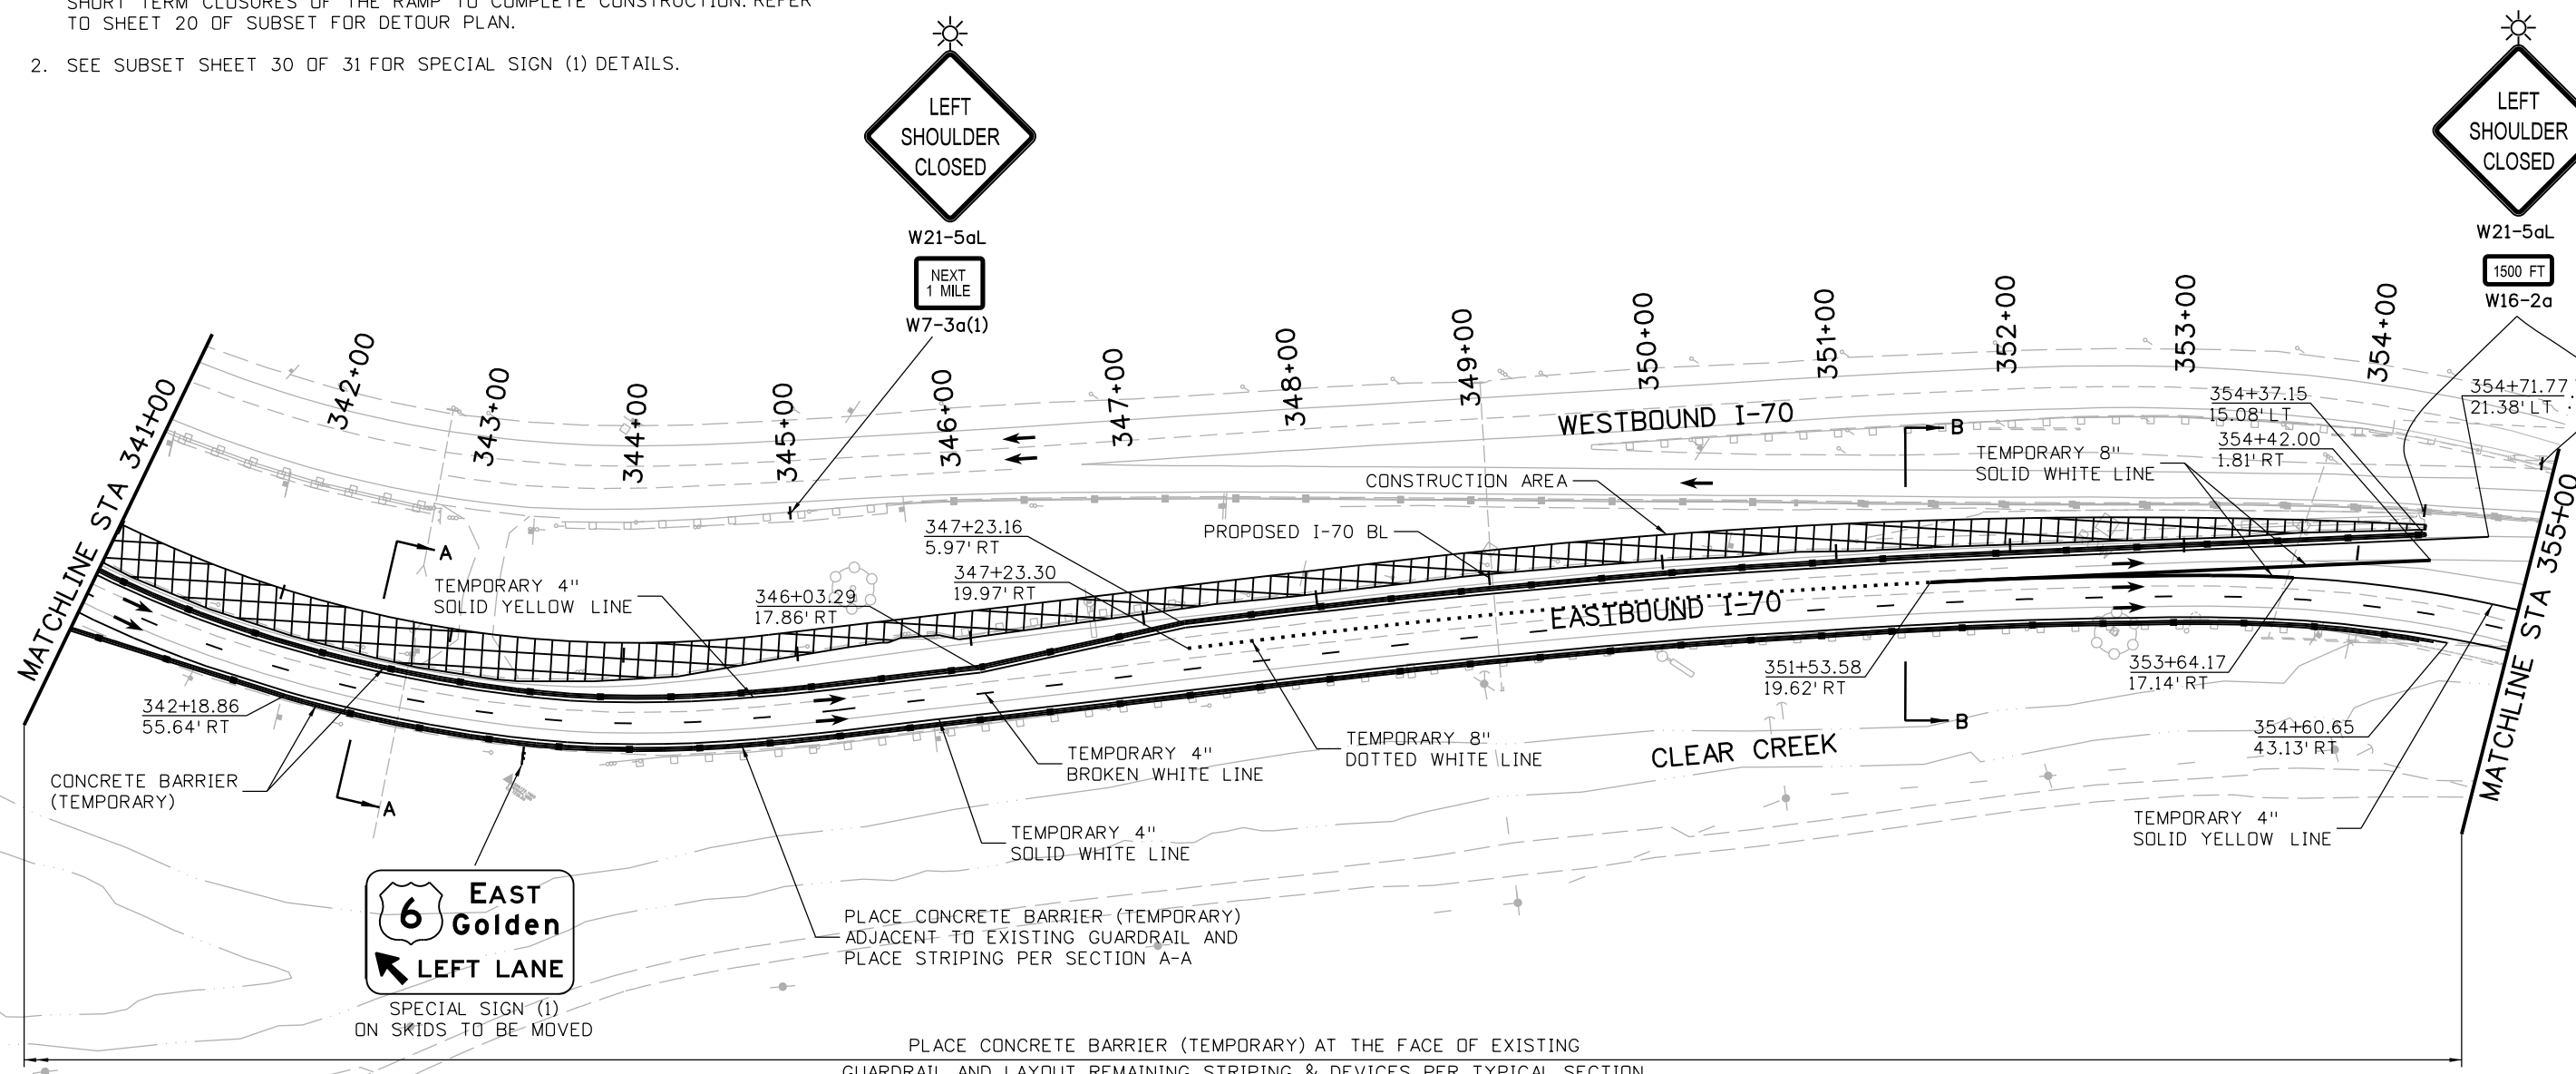 SHORT TERM CLOSURES OF THE RAMP TO COMPLETE CONSTRUCTION. REFER
TO SHEET 20 OF SUBSET FOR DETOUR PLAN.
2. SEE SUBSET SHEET 30 OF 31 FOR SPECIAL SIGN (1) DETAILS.
LEFT
SHOULDER
CLOSED
W21-5aL
NEXT
1 MILE
W7-3a(1)
LEFT
SHOULDER
CLOSED
W21-5aL
1500 FT
W16-2a
MATCHLINE STA 341+00
342+00
343+00
344+00
345+00
346+00
347+00
348+00
349+00
350+00
351+00
352+00
353+00
354+00
MATCHLINE STA 355+00
WESTBOUND I-70
354+37.15
15.08' LT
354+71.77
21.38' LT
354+42.00
1.81' RT
B
TEMPORARY 8"
SOLID WHITE LINE
CONSTRUCTION AREA
PROPOSED I-70 BL
347+23.16
5.97' RT
347+23.30
19.97' RT
A
TEMPORARY 4"
SOLID YELLOW LINE
346+03.29
17.86' RT
EASTBOUND I-70
342+18.86
55.64' RT
351+53.58
19.62' RT
353+64.17
17.14' RT
B
354+60.65
43.13' RT
CONCRETE BARRIER
(TEMPORARY)
A
TEMPORARY 4"
BROKEN WHITE LINE
TEMPORARY 8"
DOTTED WHITE LINE
CLEAR CREEK
TEMPORARY 4"
SOLID WHITE LINE
TEMPORARY 4"
SOLID YELLOW LINE
6 EAST
Golden
LEFT LANE
SPECIAL SIGN (1)
ON SKIDS TO BE MOVED
PLACE CONCRETE BARRIER (TEMPORARY)
ADJACENT TO EXISTING GUARDRAIL AND
PLACE STRIPING PER SECTION A-A
PLACE CONCRETE BARRIER (TEMPORARY) AT THE FACE OF EXISTING
GUARDRAIL AND LAYOUT REMAINING STRIPING & DEVICES PER TYPICAL SECTION